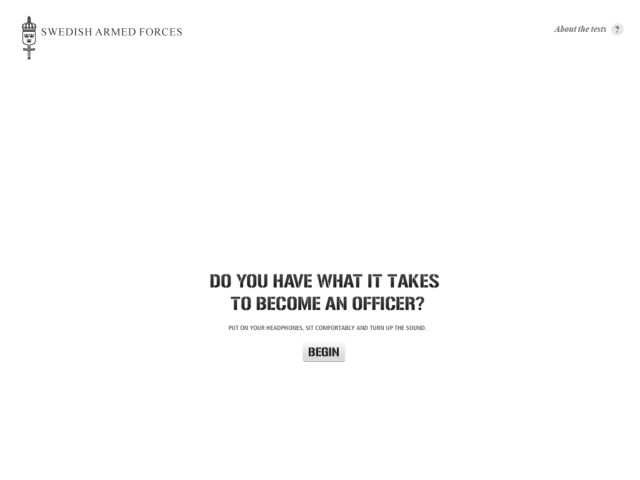 SWEDISH ARMED FORCES
About the tests ?
DO YOU HAVE WHAT IT TAKES
TO BECOME AN OFFICER?
PUT ON YOUR HEADPHONES, SIT COMFORTABLY AND TURN UP THE SOUND.
BEGIN